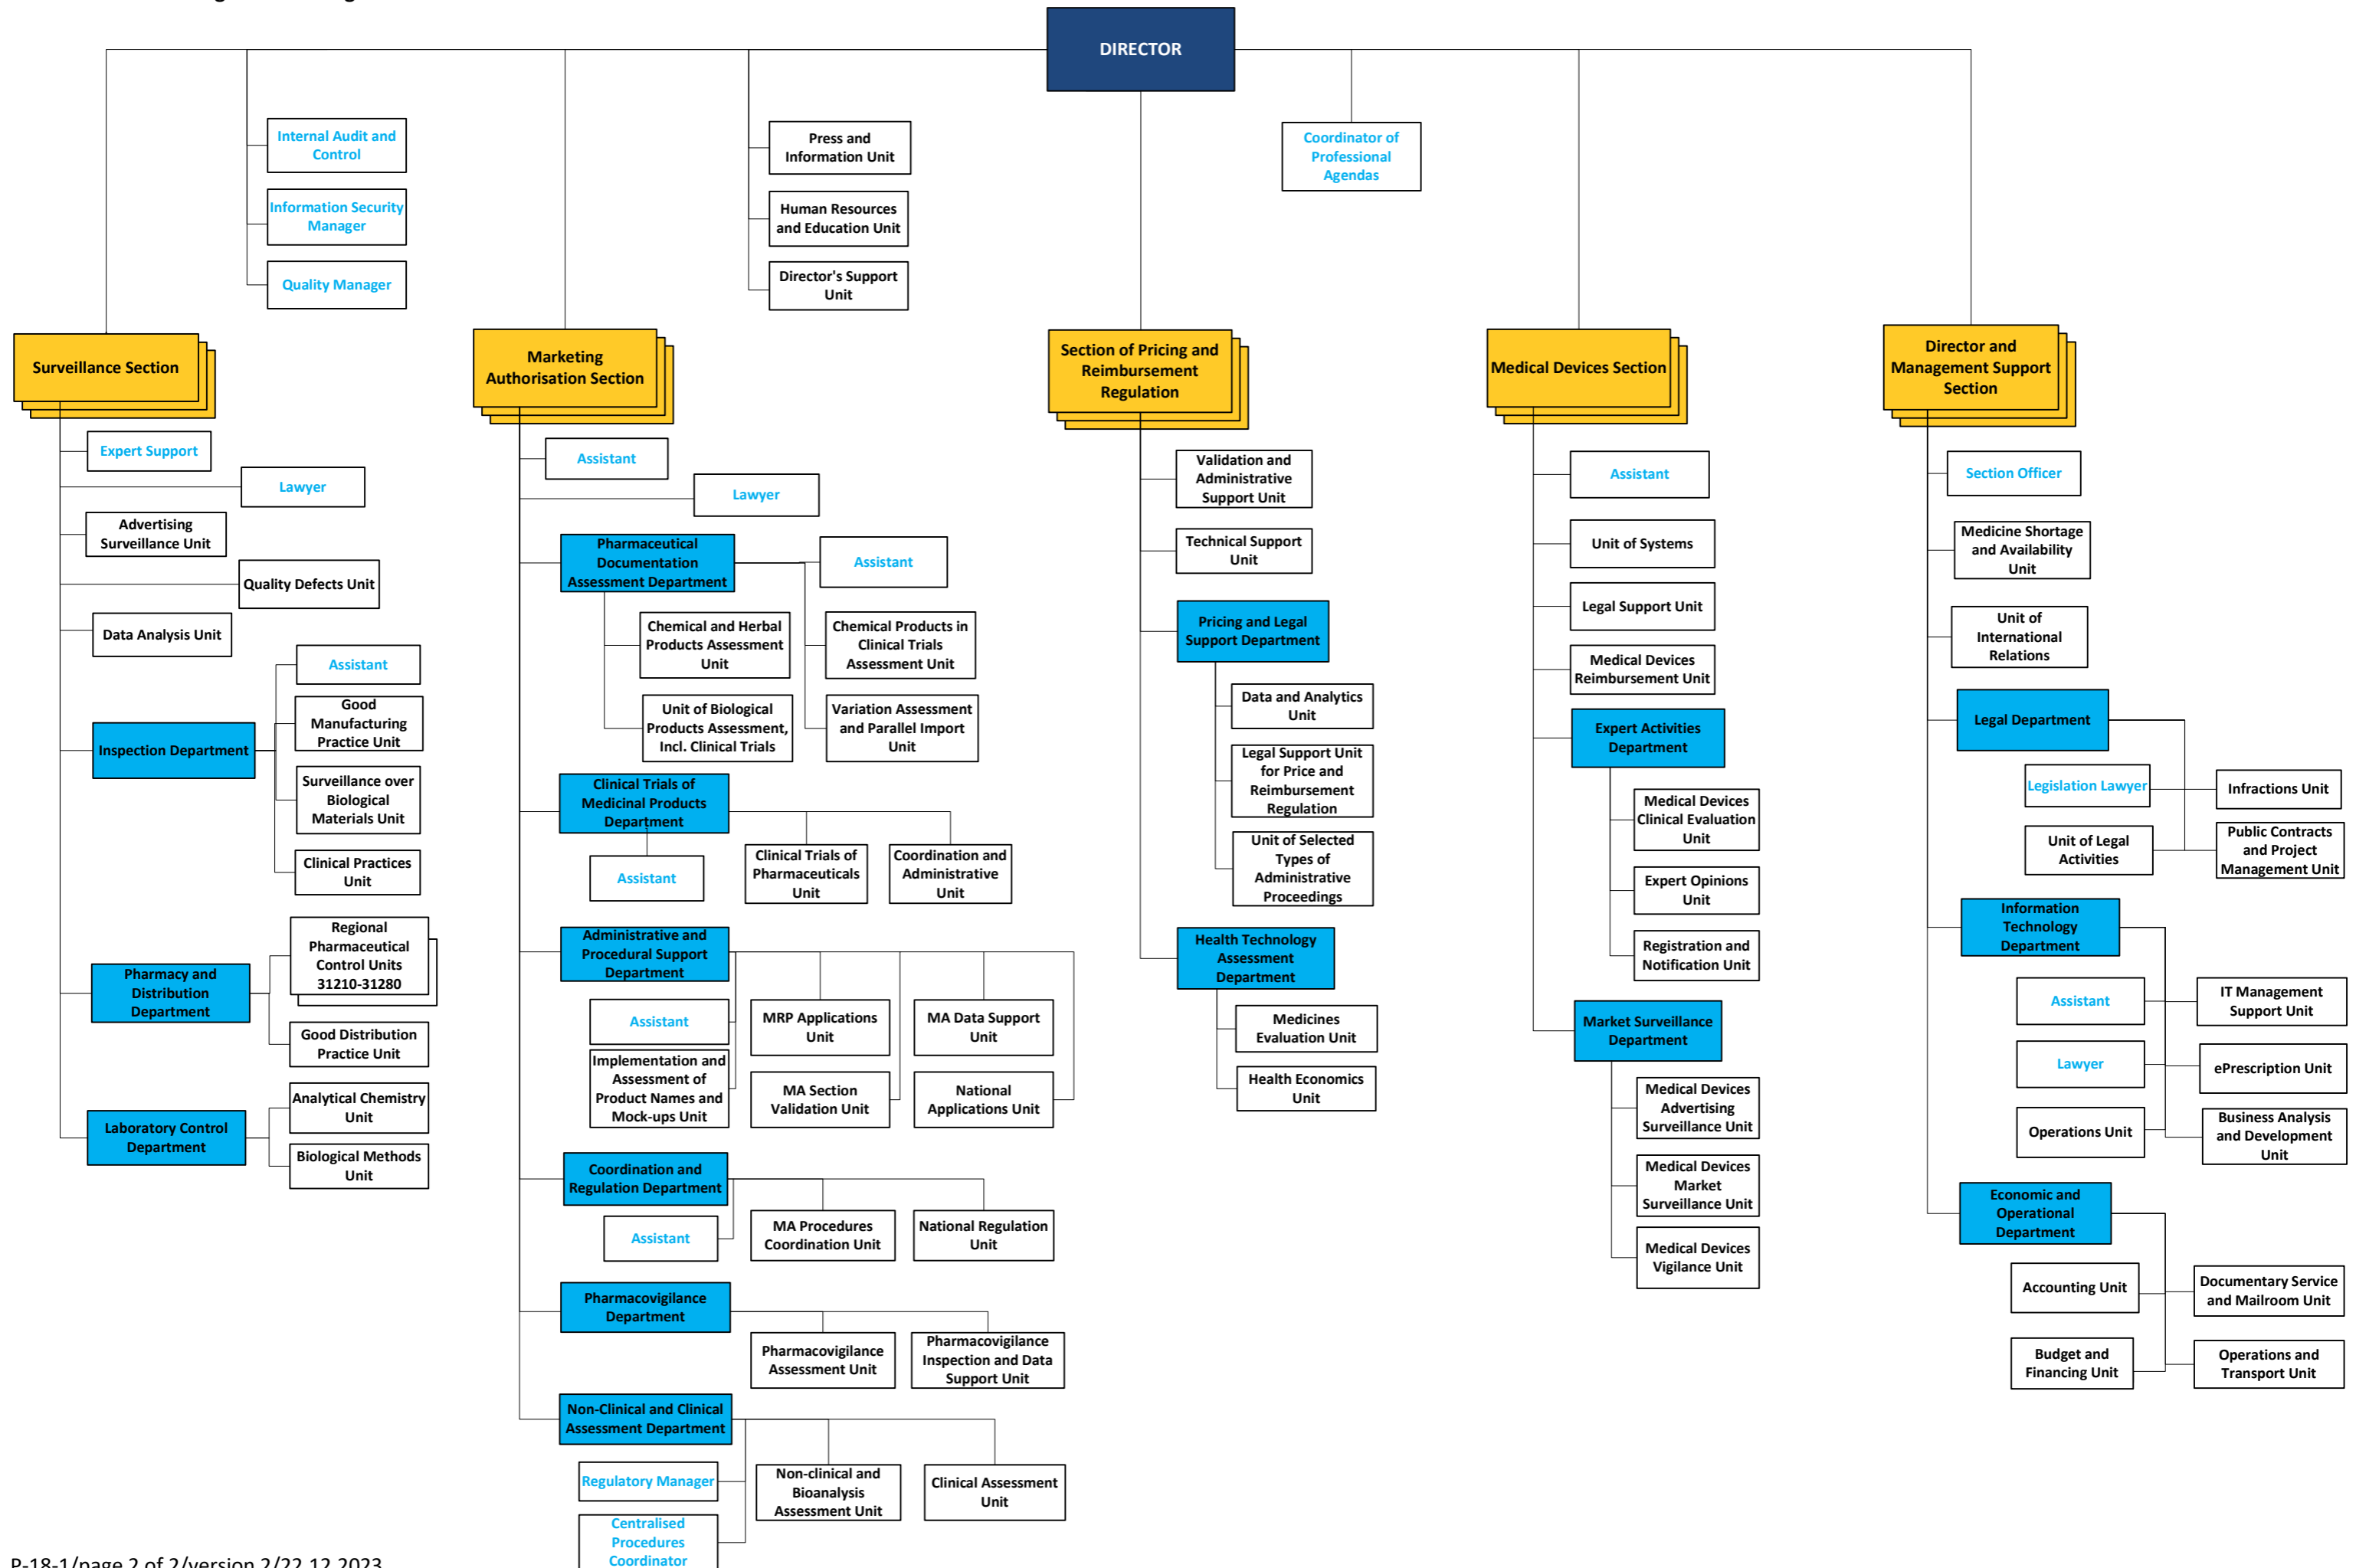 DIRECTOR
Internal Audit and
Control
Information Security
Manager
Quality Manager
Press and
Information Unit
Human Resources
and Education Unit
Director's Support
Unit
Coordinator of
Professional
Agendas
Surveillance Section
Expert Support
Lawyer
Advertising
Surveillance Unit
Quality Defects Unit
Data Analysis Unit
Inspection Department
Assistant
Good
Manufacturing
Practice Unit
Surveillance over
Biological
Materials Unit
Clinical Practices
Unit
Pharmacy and
Distribution
Department
Regional
Pharmaceutical
Control Units
31210-31280
Good Distribution
Practice Unit
Laboratory Control
Department
Analytical Chemistry
Unit
Biological Methods
Unit
Marketing
Authorisation Section
Assistant
Lawyer
Pharmaceutical
Documentation
Assessment Department
Assistant
Chemical and Herbal
Products Assessment
Unit
Chemical Products in
Clinical Trials
Assessment Unit
Unit of Biological
Products Assessment,
Incl. Clinical Trials
Variation Assessment
and Parallel Import
Unit
Clinical Trials of
Medicinal Products
Department
Assistant
Clinical Trials of
Pharmaceuticals
Unit
Coordination and
Administrative
Unit
Administrative and
Procedural Support
Department
Assistant
MRP Applications
Unit
MA Data Support
Unit
Implementation and
Assessment of
Product Names and
Mock-ups Unit
MA Section
Validation Unit
National
Applications Unit
Coordination and
Regulation Department
Assistant
MA Procedures
Coordination Unit
National Regulation
Unit
Pharmacovigilance
Department
Pharmacovigilance
Assessment Unit
Pharmacovigilance
Inspection and Data
Support Unit
Non-Clinical and Clinical
Assessment Department
Regulatory Manager
Non-clinical and
Bioanalysis
Assessment Unit
Clinical Assessment
Unit
Centralised
Procedures
Coordinator
Section of Pricing and
Reimbursement
Regulation
Validation and
Administrative
Support Unit
Technical Support
Unit
Pricing and Legal
Support Department
Data and Analytics
Unit
Legal Support Unit
for Price and
Reimbursement
Regulation
Unit of Selected
Types of
Administrative
Proceedings
Health Technology
Assessment
Department
Medicines
Evaluation Unit
Health Economics
Unit
Medical Devices Section
Assistant
Unit of Systems
Legal Support Unit
Medical Devices
Reimbursement Unit
Expert Activities
Department
Medical Devices
Clinical Evaluation
Unit
Expert Opinions
Unit
Registration and
Notification Unit
Market Surveillance
Department
Medical Devices
Advertising
Surveillance Unit
Medical Devices
Market
Surveillance Unit
Medical Devices
Vigilance Unit
Director and
Management Support
Section
Section Officer
Medicine Shortage
and Availability
Unit
Unit of
International
Relations
Legal Department
Legislation Lawyer
Infractions Unit
Unit of Legal
Activities
Public Contracts
and Project
Management Unit
Information
Technology
Department
Assistant
IT Management
Support Unit
Lawyer
ePrescription Unit
Operations Unit
Business Analysis
and Development
Unit
Economic and
Operational
Department
Accounting Unit
Documentary Service
and Mailroom Unit
Budget and
Financing Unit
Operations and
Transport Unit
P-18-1/page 2 of 2/version 2/22.12.2023